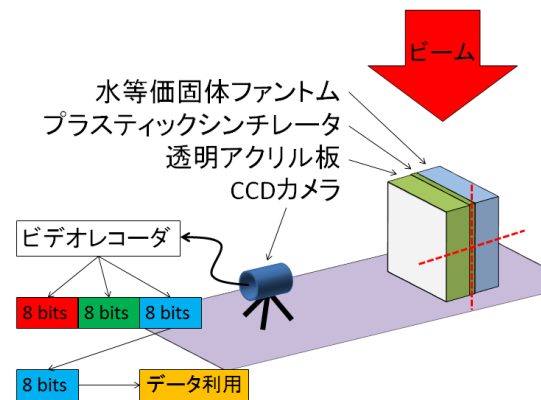 ビーム
水等価固体ファントム
プラスティックシンチレータ
透明アクリル板
CCDカメラ
ビデオレコーダ
8 bits 8 bits 8 bits
8 bits データ利用